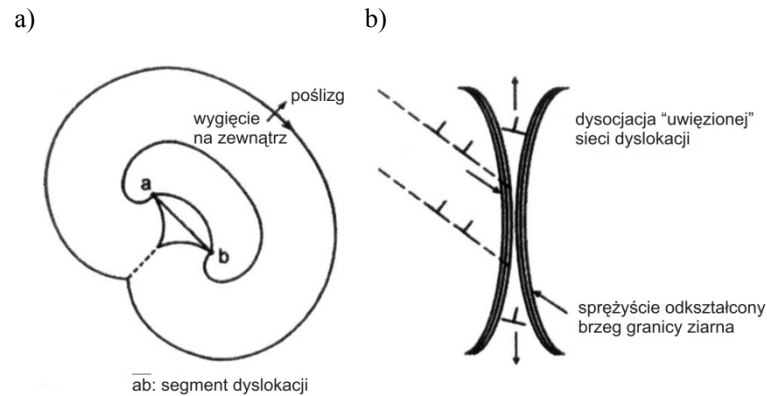 a)
b)
poślizg
wygięcie
na zewnątrz
a
b
ab: segment dyslokacji
dysocjacja "uwięzionej"
sieci dyslokacji
sprężyście odkształcony
brzeg granicy ziarna